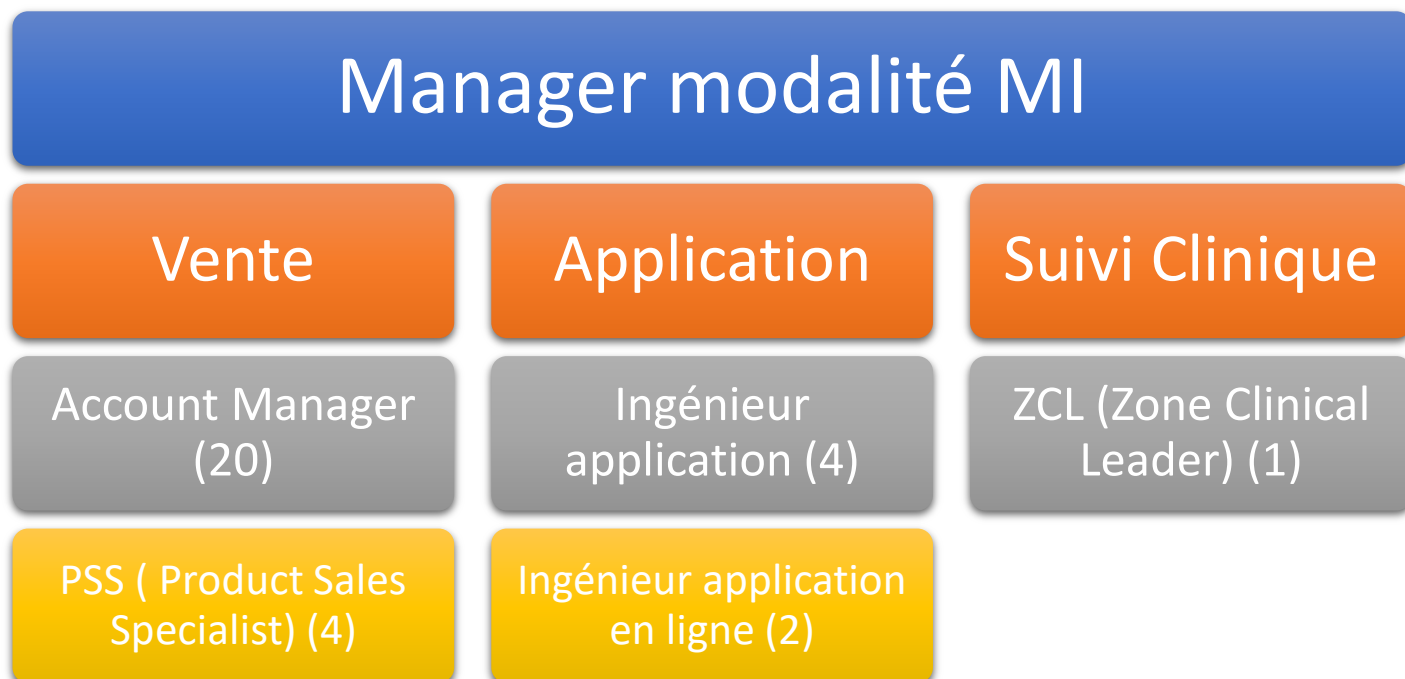 Manager modalité MI
Vente
Application
Suivi Clinique
Account Manager
(20)
Ingénieur
application (4)
ZCL (Zone Clinical
Leader) (1)
PSS ( Product Sales
Specialist) (4)
Ingénieur application
en ligne (2)